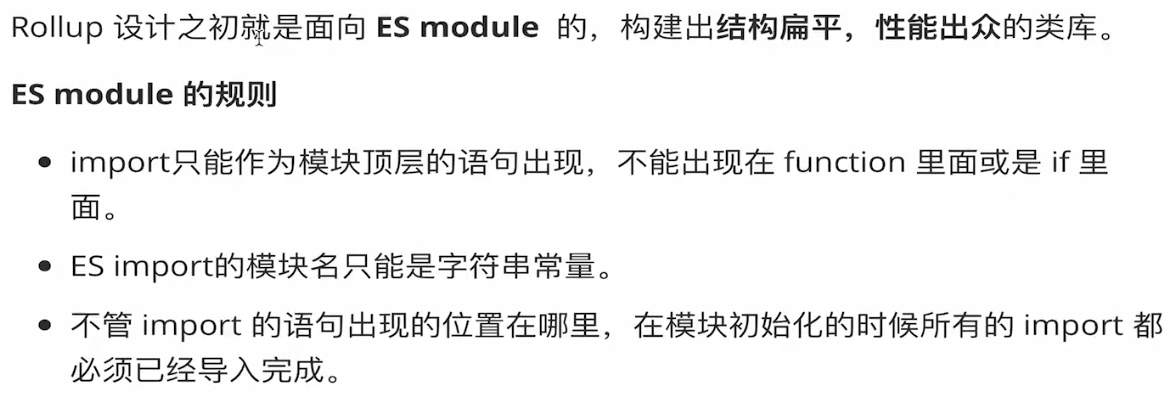 Rollup 设计之初就是面向 ES module 的，构建出结构扁平，性能出众的类库。
ES module 的规则
• import只能作为模块顶层的语句出现，不能出现在 function 里面或是 if 里
面。
• ES import的模块名只能是字符串常量。
• 不管 import 的语句出现的位置在哪里，在模块初始化的时候所有的 import 都
必须已经导入完成。